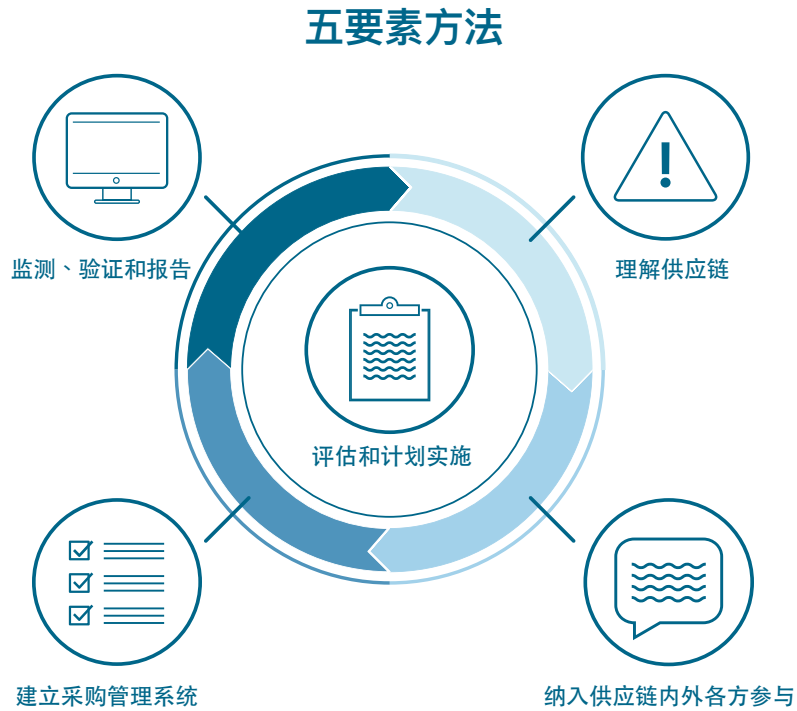 五要素方法
监测、验证和报告
理解供应链
评估和计划实施
建立采购管理系统
纳入供应链内外各方参与